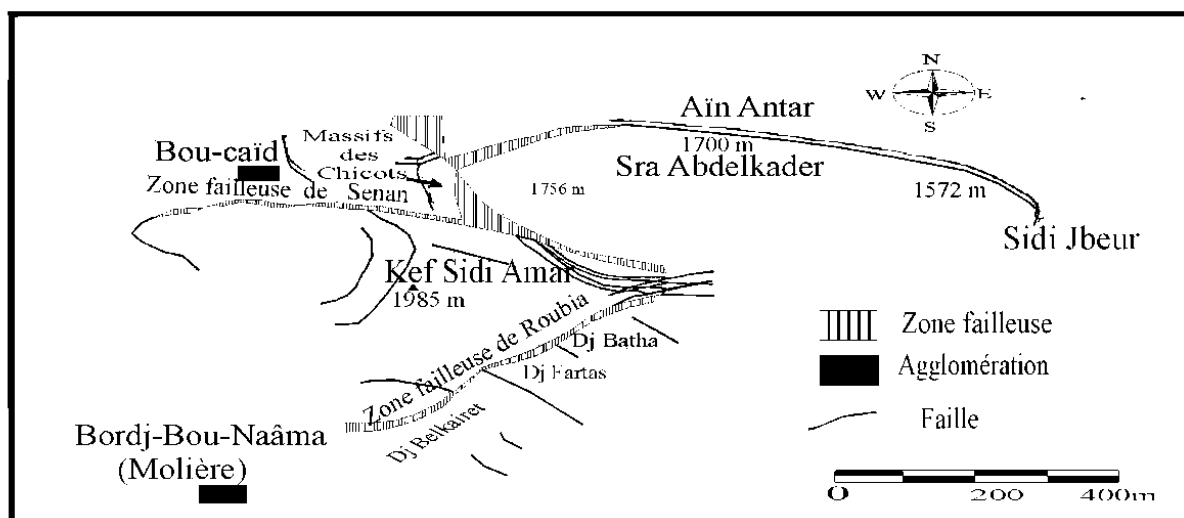 N
W E
S
Aïn Antar
1700 m
Sra Abdelkader
1572 m
Sidi Jbeur
Massifs
des
Chicots
Bou-caïd
Zone failleuse de Senan
1756 m
Kef Sidi Amar
1985 m
Zone failleuse de Roubia
Dj Batha
Dj Fartas
Dj Belkairet
Bordj-Bou-Naâma
(Molière)
Zone failleuse
Agglomération
Faille
0 200 400m